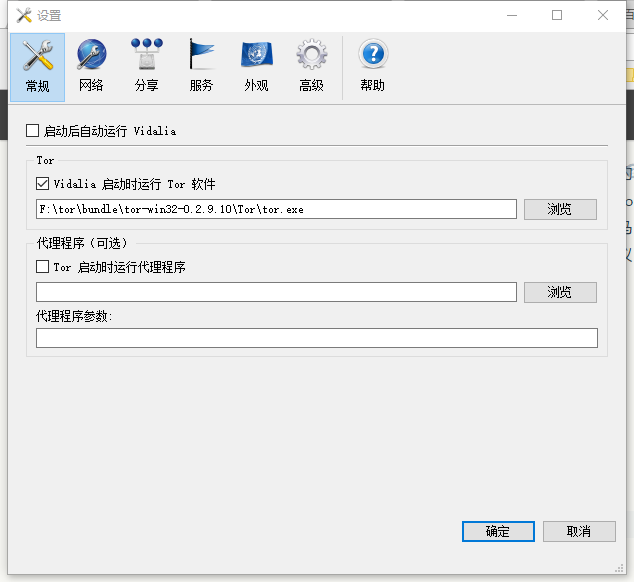 设置
常规 网络 分享 服务 外观 高级 帮助
启动后自动运行 Vidalia
Tor
Vidalia 启动时运行 Tor 软件
F:\tor\bundle\tor-win32-0.2.9.10\Tor\tor.exe 浏览
代理程序（可选）
Tor 启动时运行代理程序
浏览
代理程序参数:
确定 取消